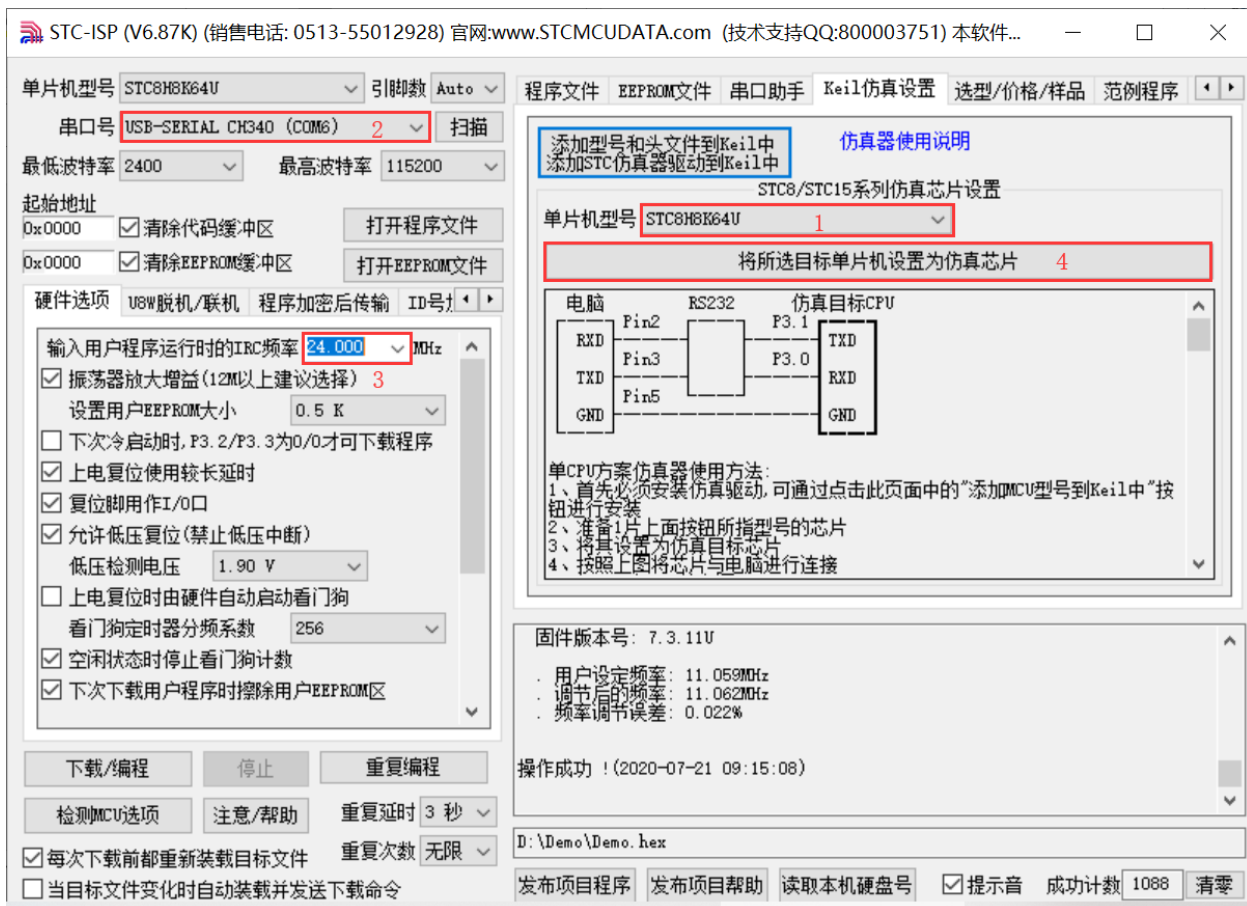 STC-ISP (V6.87K) (销售电话: 0513-55012928) 官网:www.STCMCUDATA.com (技术支持QQ:800003751) 本软件...
单片机型号 STC8H8K64U 引脚数 Auto
串口号 USB-SERIAL CH340 (COM6) 2 扫描
最低波特率 2400 最高波特率 115200
起始地址
0x0000 清除代码缓冲区 打开程序文件
0x0000 清除EEPROM缓冲区 打开EEPROM文件
硬件选项 U8W脱机/联机 程序加密后传输 ID号
输入用户程序运行时的IRC频率 24.000 MHz
振荡器放大增益(12M以上建议选择) 3
设置用户EEPROM大小 0.5 K
下次冷启动时,P3.2/P3.3为0/0才可下载程序
上电复位使用较长延时
复位脚用作I/O口
允许低压复位(禁止低压中断)
低压检测电压 1.90 V
上电复位时由硬件自动启动看门狗
看门狗定时器分频系数 256
空闲状态时停止看门狗计数
下次下载用户程序时擦除用户EEPROM区
下载/编程 停止 重复编程
检测MCU选项 注意/帮助 重复延时 3 秒
每次下载前都重新装载目标文件 重复次数 无限
当目标文件变化时自动装载并发送下载命令
程序文件 EEPROM文件 串口助手 Keil仿真设置 选型/价格/样品 范例程序
添加型号和头文件到Keil中
添加STC仿真器驱动到Keil中
仿真器使用说明
STC8/STC15系列仿真芯片设置
单片机型号 STC8H8K64U 1
将所选目标单片机设置为仿真芯片 4
电脑 RS232 仿真目标CPU
Pin2 P3.1
RXD TXD
Pin3 P3.0
TXD RXD
Pin5
GND GND
单CPU方案仿真器使用方法:
1、首先必须安装仿真驱动,可通过点击此页面中的"添加MCU型号到Keil中"按
钮进行安装
2、准备1片上面按钮所指型号的芯片
3、将其设置为仿真目标芯片
4、按照上图将芯片与电脑进行连接
固件版本号: 7.3.11U
. 用户设定频率: 11.059MHz
. 调节后的频率: 11.062MHz
. 频率调节误差: 0.022%
操作成功 !(2020-07-21 09:15:08)
D:\Demo\Demo.hex
发布项目程序 发布项目帮助 读取本机硬盘号 提示音 成功计数 1088 清零